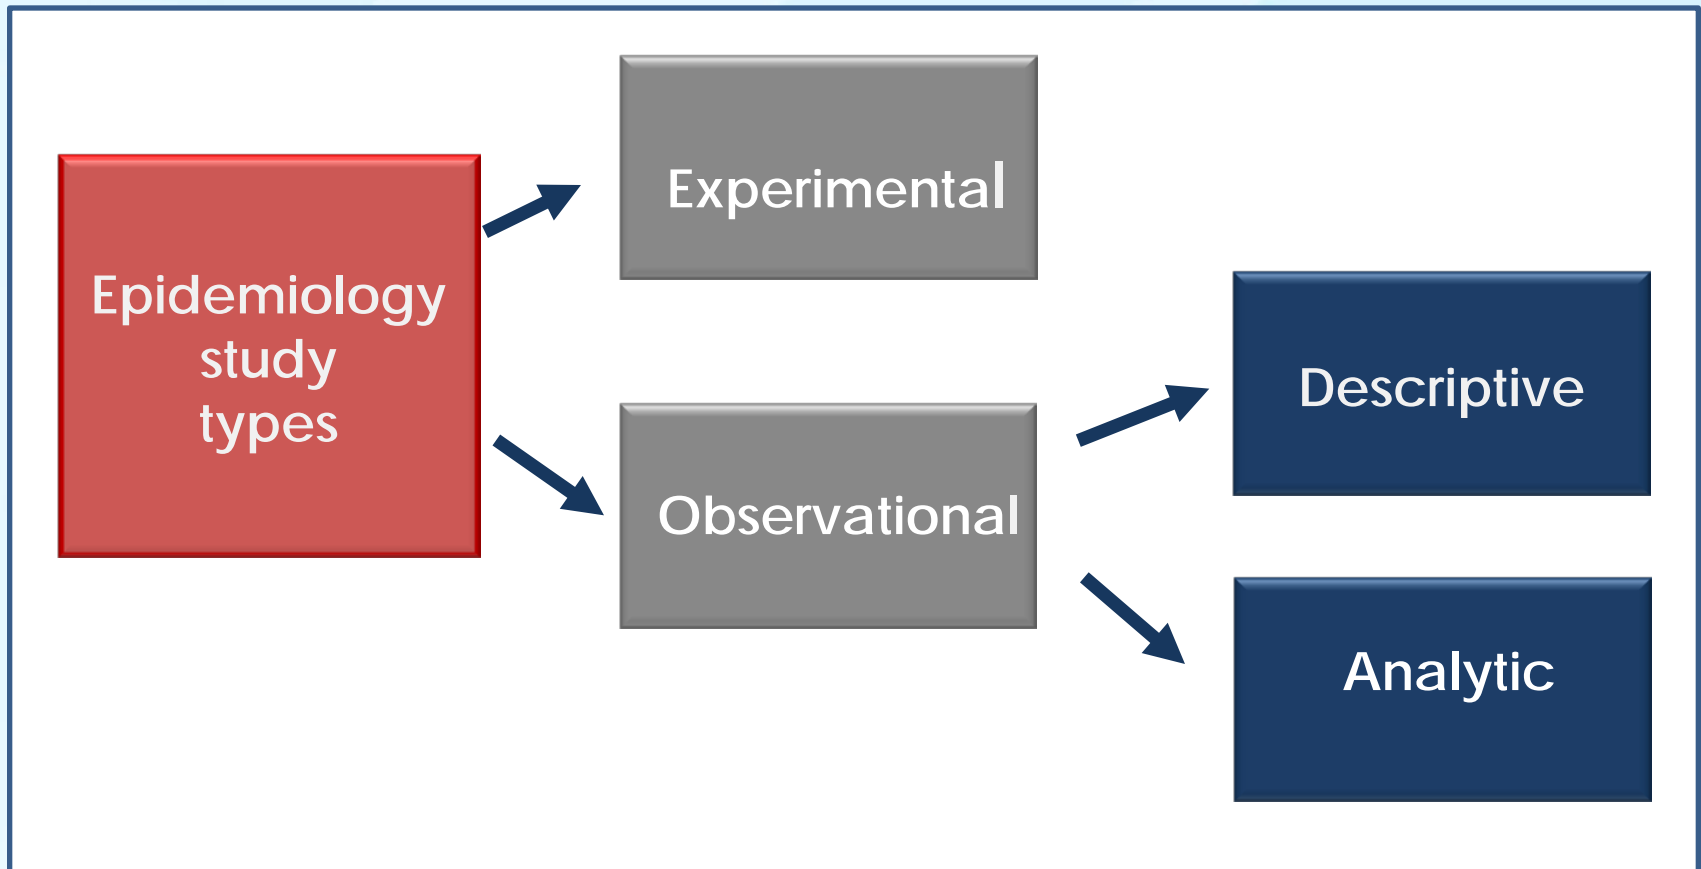 Epidemiology
study
types
Experimental
Observational
Descriptive
Analytic